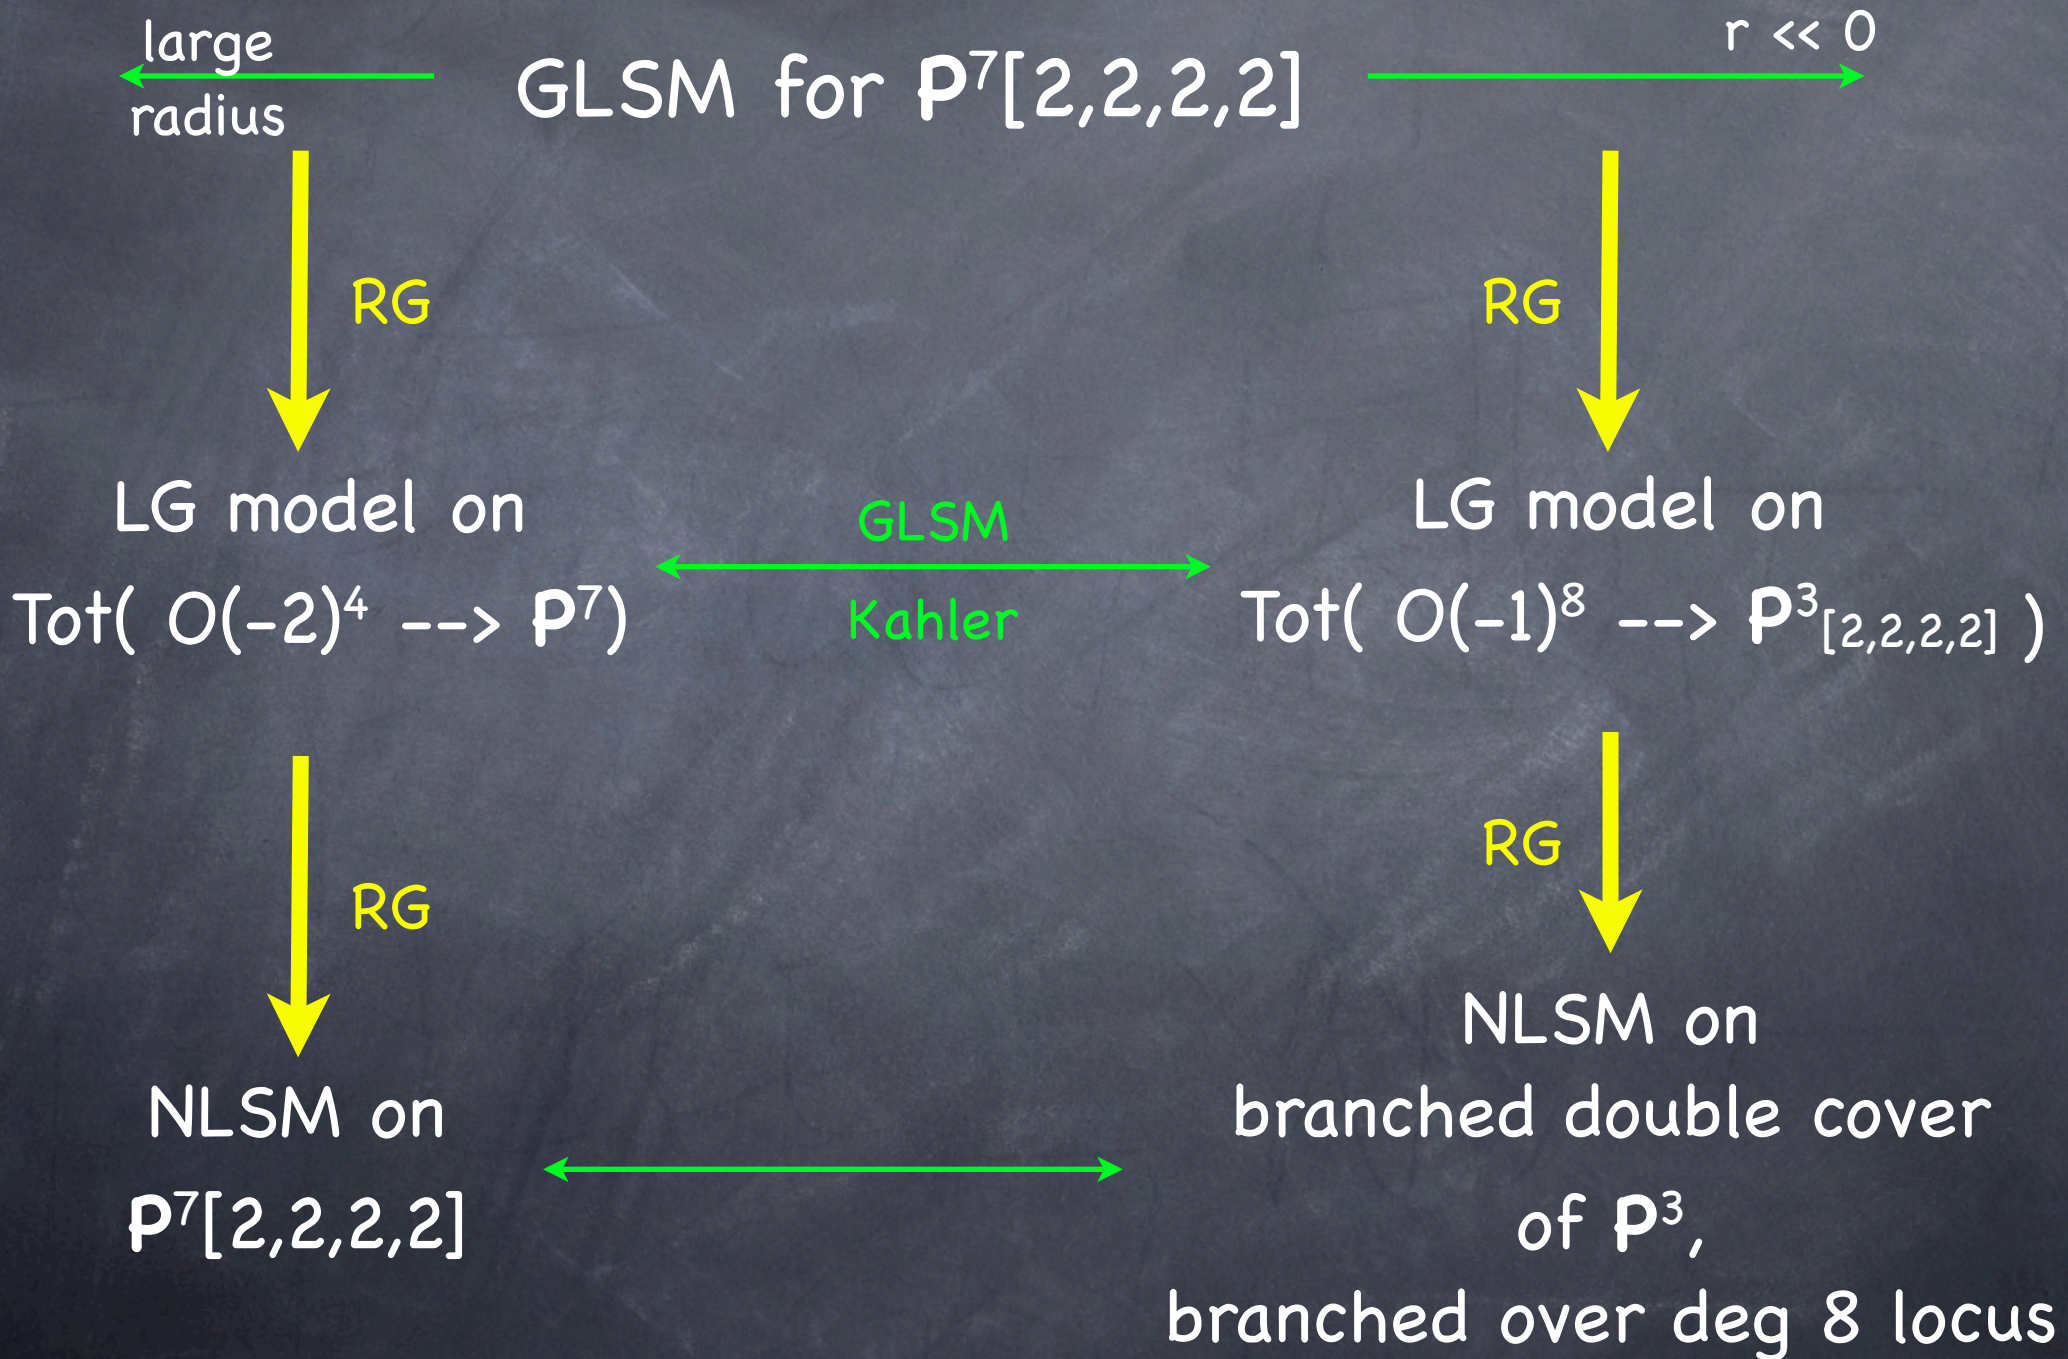 large
radius
GLSM for P⁷[2,2,2,2]
r << 0
RG
RG
LG model on
Tot( O(-2)⁴ --> P⁷)
GLSM
Kahler
LG model on
Tot( O(-1)⁸ --> P³[2,2,2,2] )
RG
RG
NLSM on
P⁷[2,2,2,2]
NLSM on
branched double cover
of P³,
branched over deg 8 locus